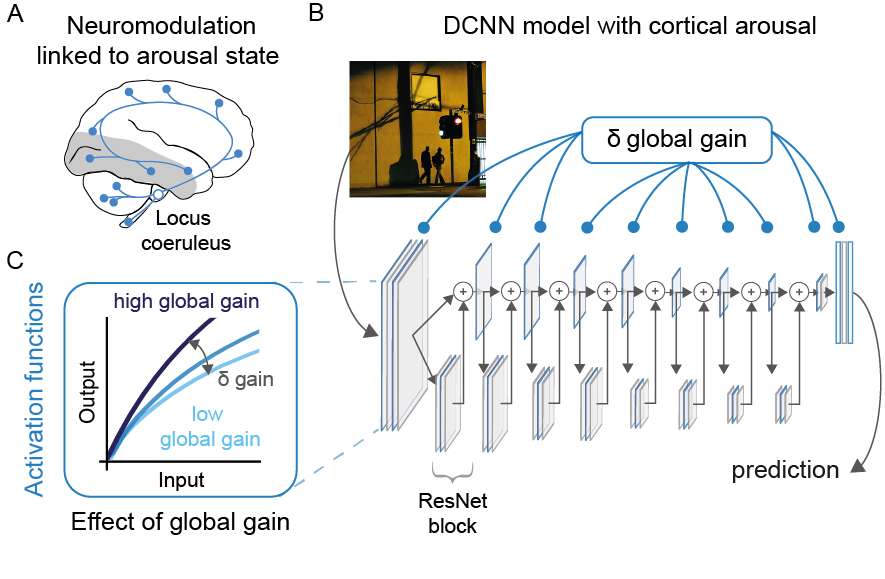 A
Neuromodulation
linked to arousal state
Locus
coeruleus
B
DCNN model with cortical arousal
δ global gain
+ + + + + + + +
ResNet
block
prediction
C
Activation functions
high global gain
δ gain
low
global gain
Output
Input
Effect of global gain